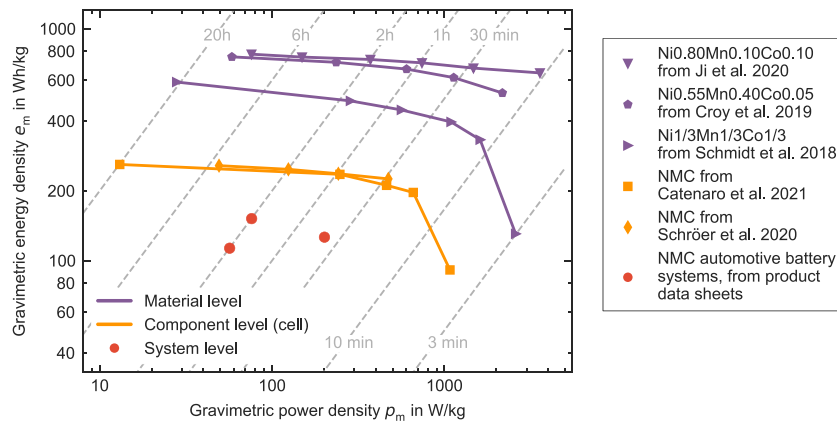 1000
800
600
400
200
100
80
60
40
Gravimetric energy density em in Wh/kg
20h
6h
2h
1h
30 min
10 min
3 min
Material level
Component level (cell)
System level
10
100
1000
Gravimetric power density pm in W/kg
Ni0.80Mn0.10Co0.10
from Ji et al. 2020
Ni0.55Mn0.40Co0.05
from Croy et al. 2019
Ni1/3Mn1/3Co1/3
from Schmidt et al. 2018
NMC from
Catenaro et al. 2021
NMC from
Schröer et al. 2020
NMC automotive battery
systems, from product
data sheets